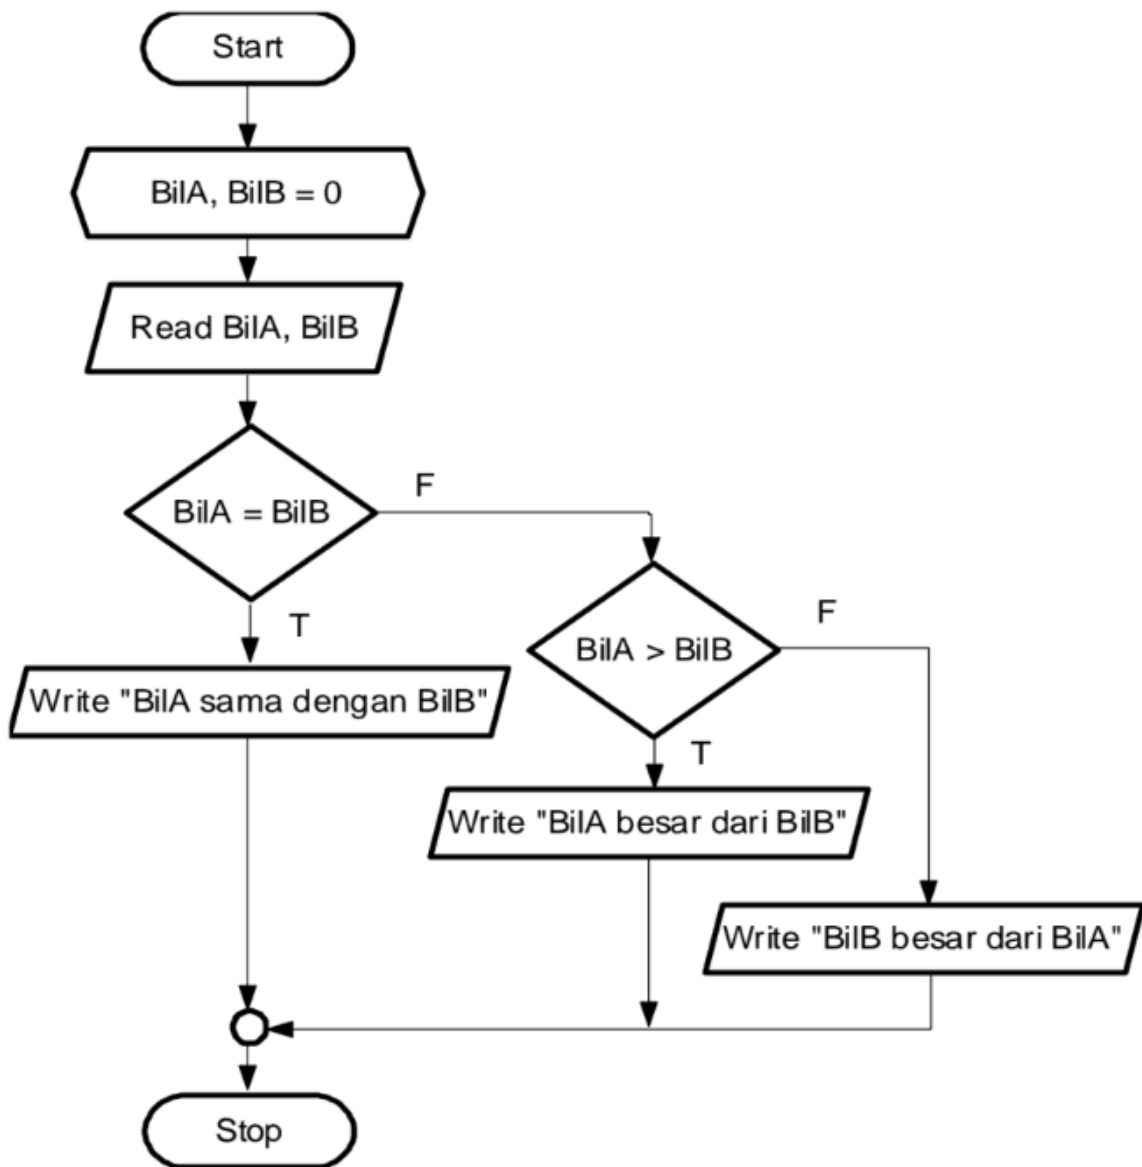 Start
BilA, BilB = 0
Read BilA, BilB
BilA = BilB
F
T
Write "BilA sama dengan BilB"
BilA > BilB
F
T
Write "BilA besar dari BilB"
Write "BilB besar dari BilA"
Stop